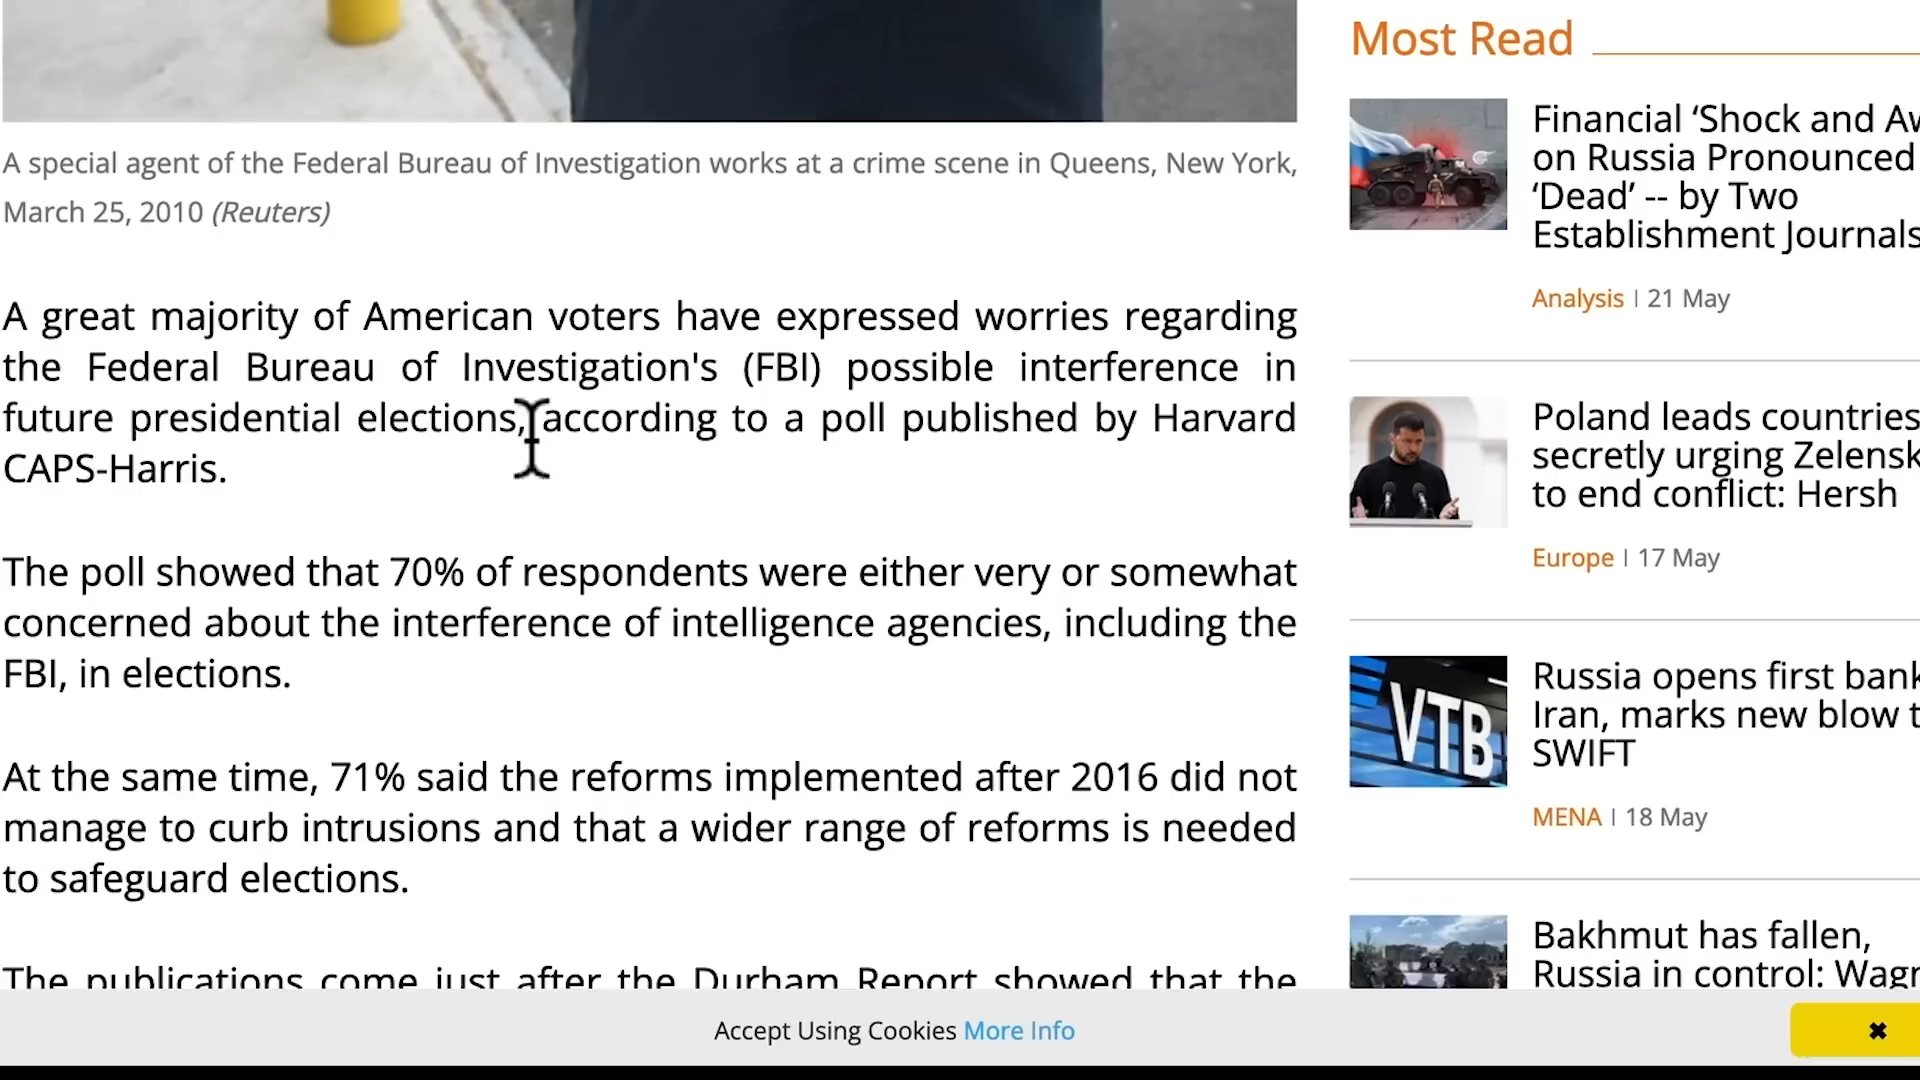 A special agent of the Federal Bureau of Investigation works at a crime scene in Queens, New York,
March 25, 2010 (Reuters)
A great majority of American voters have expressed worries regarding
the Federal Bureau of Investigation's (FBI) possible interference in
future presidential elections, according to a poll published by Harvard
CAPS-Harris.
The poll showed that 70% of respondents were either very or somewhat
concerned about the interference of intelligence agencies, including the
FBI, in elections.
At the same time, 71% said the reforms implemented after 2016 did not
manage to curb intrusions and that a wider range of reforms is needed
to safeguard elections.
The publications come just after the Durham Report showed that the
Most Read
Financial ‘Shock and Aw
on Russia Pronounced
‘Dead’ -- by Two
Establishment Journals
Analysis | 21 May
Poland leads countries
secretly urging Zelensk
to end conflict: Hersh
Europe | 17 May
VTB
Russia opens first bank
Iran, marks new blow t
SWIFT
MENA | 18 May
Bakhmut has fallen,
Russia in control: Wagn
Accept Using Cookies More Info